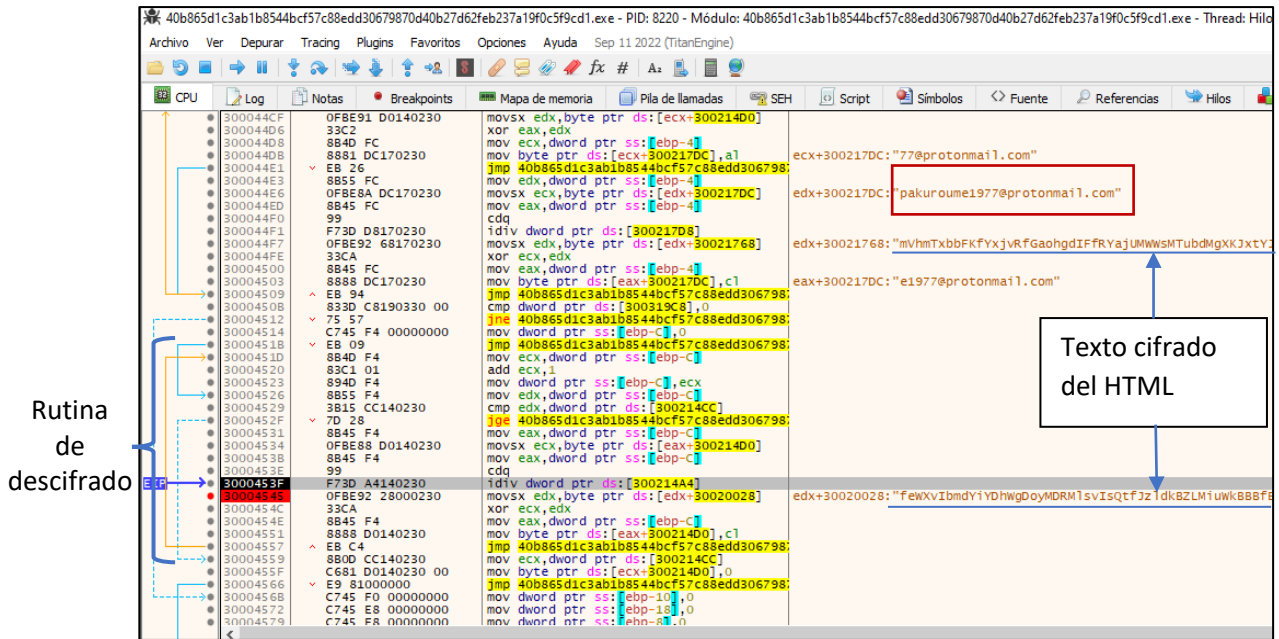 40b865d1c3ab1b8544bcf57c88edd30679870d40b27d62feb237a19f0c5f9cd1.exe - PID: 8220 - Módulo: 40b865d1c3ab1b8544bcf57c88edd30679870d40b27d62feb237a19f0c5f9cd1.exe - Thread: Hilo
Archivo Ver Depurar Tracing Plugins Favoritos Opciones Ayuda Sep 11 2022 (TitanEngine)
CPU Log Notas Breakpoints Mapa de memoria Pila de llamadas SEH Script Símbolos Fuente Referencias Hilos
300044CF 0FBE91 D0140230 movsx edx,byte ptr ds:[ecx+300214D0]
300044D6 33C2 xor eax,edx
300044D8 8B4D FC mov ecx,dword ptr ss:[ebp-4]
300044DB 8881 DC170230 mov byte ptr ds:[ecx+300217DC],al ecx+300217DC:"77@protonmail.com"
300044E1 EB 26 jmp 40b865d1c3ab1b8544bcf57c88edd306798
300044E3 8B55 FC mov edx,dword ptr ss:[ebp-4]
300044E6 0FBE8A DC170230 movsx ecx,byte ptr ds:[edx+300217DC] edx+300217DC:"pakuroume1977@protonmail.com"
300044ED 8B45 FC mov eax,dword ptr ss:[ebp-4]
300044F0 99 cdq
300044F1 F73D D8170230 idiv dword ptr ds:[300217D8]
300044F7 0FBE92 68170230 movsx edx,byte ptr ds:[edx+30021768] edx+30021768:
300044FE 33CA xor ecx,edx
30004500 8B45 FC mov eax,dword ptr ss:[ebp-4]
30004503 8888 DC170230 mov byte ptr ds:[eax+300217DC],cl eax+300217DC:"e1977@protonmail.com"
30004509 EB 94 jmp 40b865d1c3ab1b8544bcf57c88edd306798
3000450B 833D C8190330 00 cmp dword ptr ds:[300319C8],0
30004512 75 57 jne 40b865d1c3ab1b8544bcf57c88edd306798
30004514 C745 F4 00000000 mov dword ptr ss:[ebp-C],0
3000451B EB 09 jmp 40b865d1c3ab1b8544bcf57c88edd306798
3000451D 8B4D F4 mov ecx,dword ptr ss:[ebp-C]
30004520 83C1 01 add ecx,1
30004523 894D F4 mov dword ptr ss:[ebp-C],ecx
30004526 8B55 F4 mov edx,dword ptr ss:[ebp-C]
30004529 3B15 CC140230 cmp edx,dword ptr ds:[300214CC]
3000452F 7D 28 jge 40b865d1c3ab1b8544bcf57c88edd306798
30004531 8B45 F4 mov eax,dword ptr ss:[ebp-C]
30004534 0FBE88 D0140230 movsx ecx,byte ptr ds:[eax+300214D0]
3000453B 8B45 F4 mov eax,dword ptr ss:[ebp-C]
3000453E 99 cdq
EIP 3000453F F73D A4140230 idiv dword ptr ds:[300214A4]
30004545 0FBE92 28000230 movsx edx,byte ptr ds:[edx+30020028] edx+30020028:
3000454C 33CA xor ecx,edx
3000454E 8B45 F4 mov eax,dword ptr ss:[ebp-C]
30004551 8888 D0140230 mov byte ptr ds:[eax+300214D0],cl
30004557 EB C4 jmp 40b865d1c3ab1b8544bcf57c88edd306798
30004559 8B0D CC140230 mov ecx,dword ptr ds:[300214CC]
3000455F C681 D0140230 00 mov byte ptr ds:[ecx+300214D0],0
30004566 E9 81000000 jmp 40b865d1c3ab1b8544bcf57c88edd306798
3000456B C745 F0 00000000 mov dword ptr ss:[ebp-10],0
30004572 C745 E8 00000000 mov dword ptr ss:[ebp-18],0
30004579 C745 F8 00000000 mov dword ptr ss:[ebp-8],0
Texto cifrado
del HTML
Rutina
de
descifrado